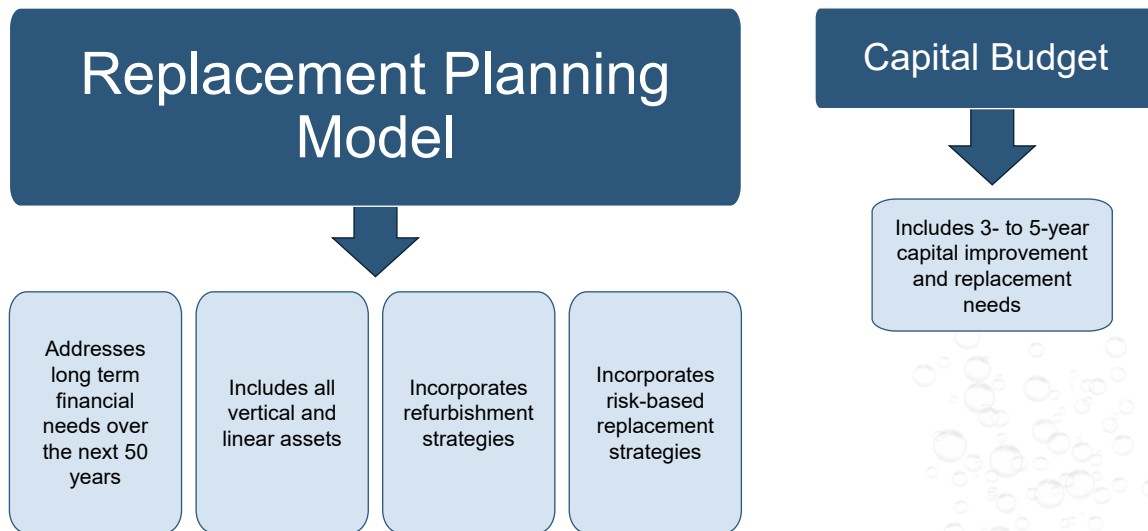 Replacement Planning
Model
Capital Budget
Addresses
long term
financial
needs over
the next 50
years
Includes all
vertical and
linear assets
Incorporates
refurbishment
strategies
Incorporates
risk-based
replacement
strategies
Includes 3- to 5-year
capital improvement
and replacement
needs